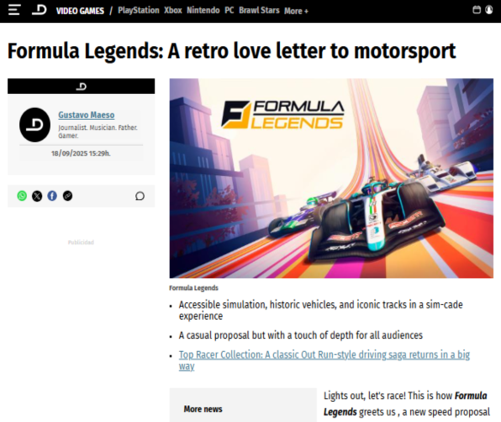 VIDEO GAMES / PlayStation Xbox Nintendo PC Brawl Stars More +
Formula Legends: A retro love letter to motorsport
Gustavo Maeso
Journalist. Musician. Father.
Gamer.
18/09/2025 15:29h.
Publicidad
FORMULA
LEGENDS
Formula Legends
Accessible simulation, historic vehicles, and iconic tracks in a sim-cade
experience
A casual proposal but with a touch of depth for all audiences
Top Racer Collection: A classic Out Run-style driving saga returns in a big
way
More news
Lights out, let's race! This is how Formula
Legends greets us , a new speed proposal